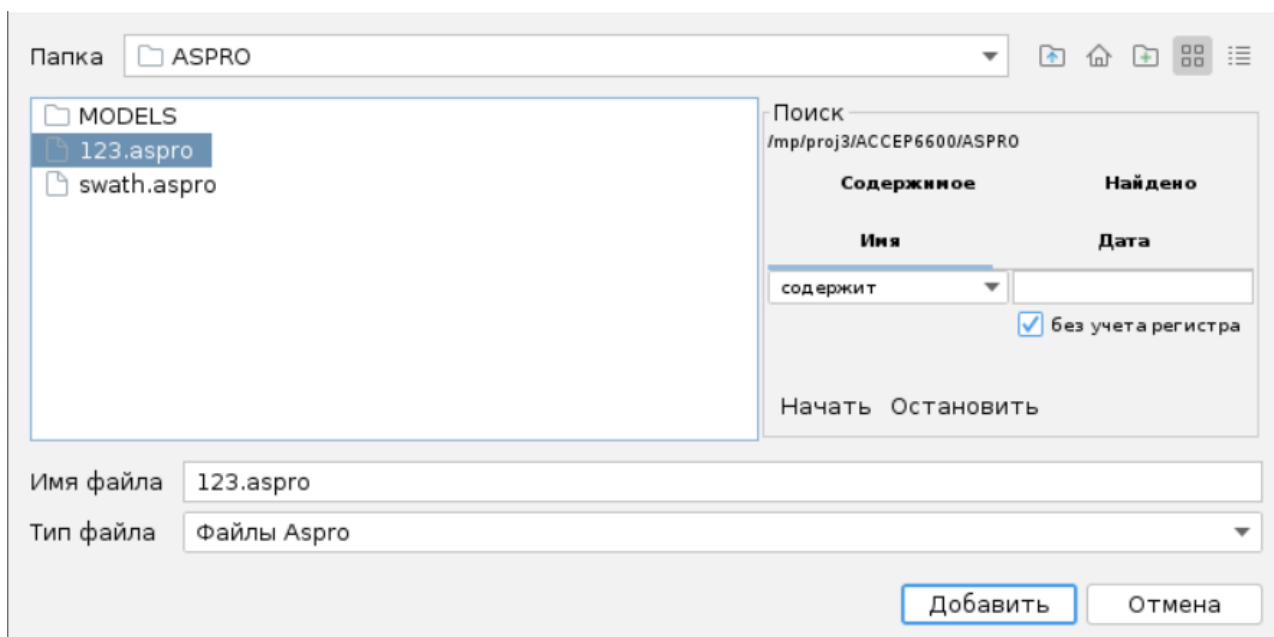 Папка ASPRO
MODELS
123.aspro
swath.aspro
Поиск
/mp/proj3/ACCEP6600/ASPRO
Содержимое Найдено
Имя Дата
содержит
без учета регистра
Начать Остановить
Имя файла 123.aspro
Тип файла Файлы Aspro
Добавить Отмена